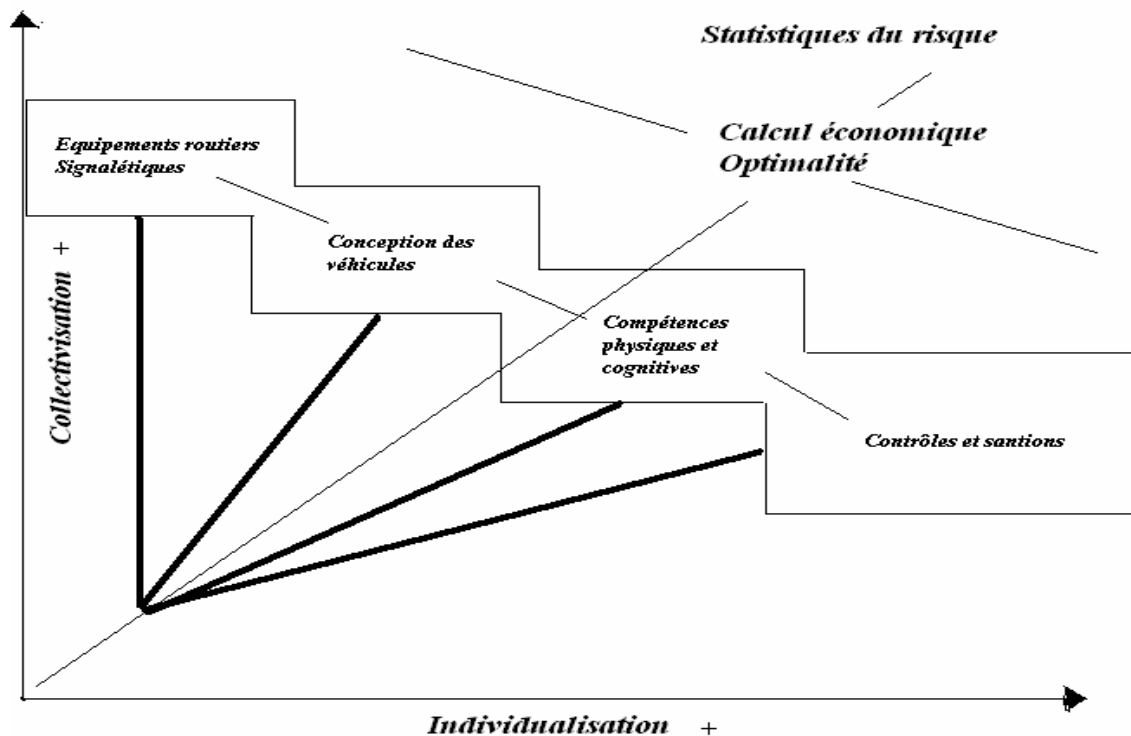 Statistiques du risque
Calcul économique
Optimalité
Equipements routiers
Signalétiques
Conception des
véhicules
Compétences
physiques et
cognitives
Contrôles et santions
Collectivisation +
Individualisation +